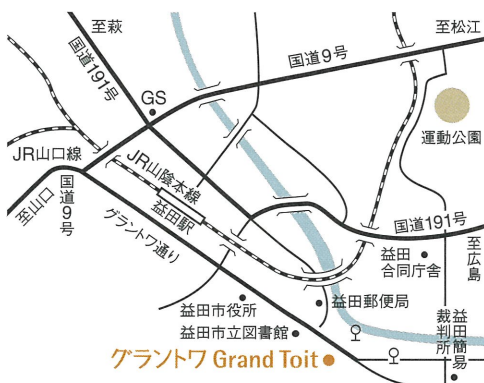 至萩
至松江
国道9号
国道191号
GS
運動公園
JR山口線
JR山陰本線
至山口
国道9号
益田駅
グラントワ通り
国道191号
至広島
益田
合同庁舎
益田市役所
益田郵便局
益田市立図書館
益田簡易
裁判所
グラントワ Grand Toit